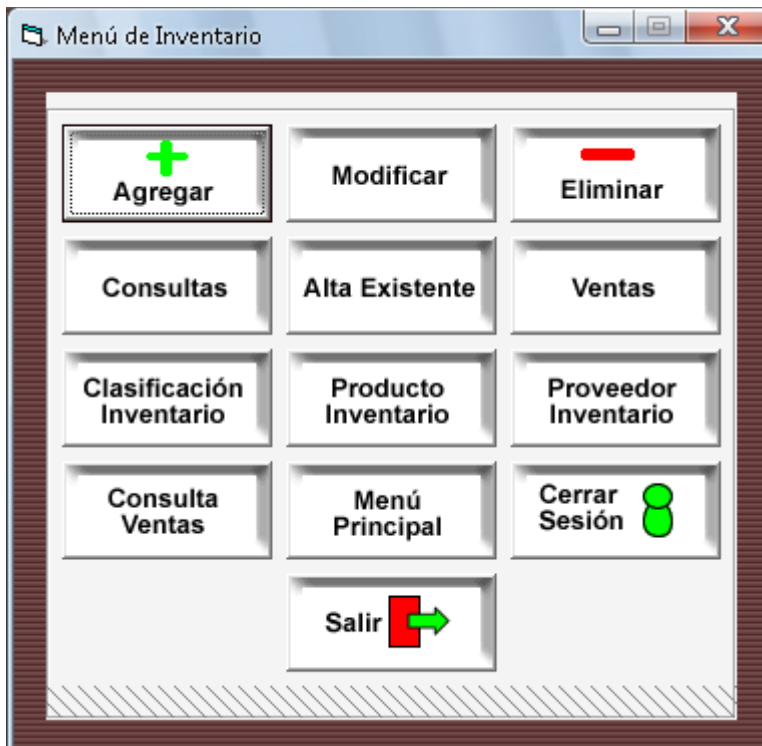 Menú de Inventario
Agregar
Modificar
Eliminar
Consultas
Alta Existente
Ventas
Clasificación
Inventario
Producto
Inventario
Proveedor
Inventario
Consulta
Ventas
Menú
Principal
Cerrar
Sesión
Salir